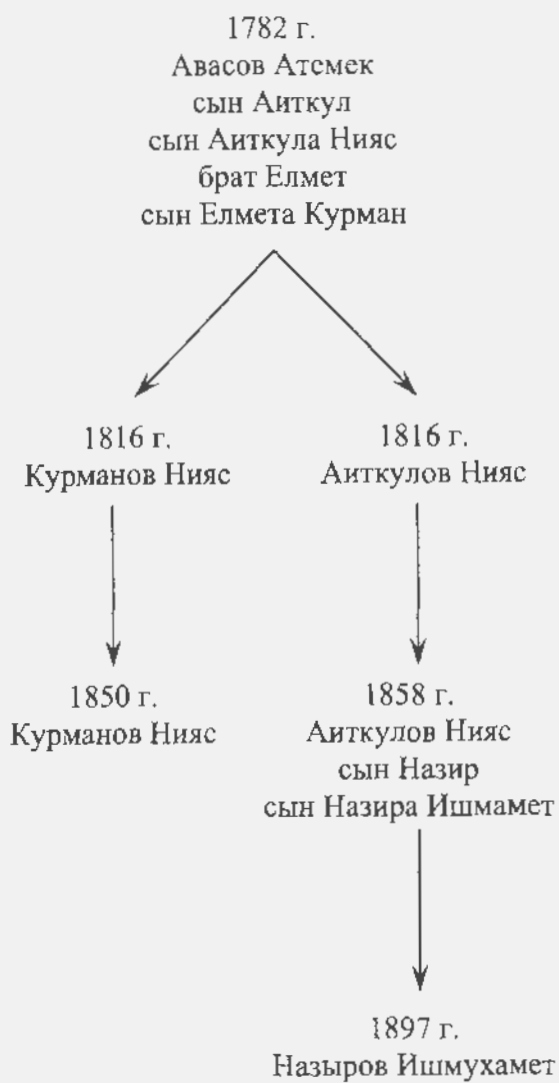 1782 г.
Авасов Атемек
сын Аиткул
сын Аиткула Нияс
брат Елмет
сын Елмета Курман
1816 г.
Курманов Нияс
1816 г.
Аиткулов Нияс
1850 г.
Курманов Нияс
1858 г.
Аиткулов Нияс
сын Назир
сын Назира Ишмамет
1897 г.
Назыров Ишмухамет